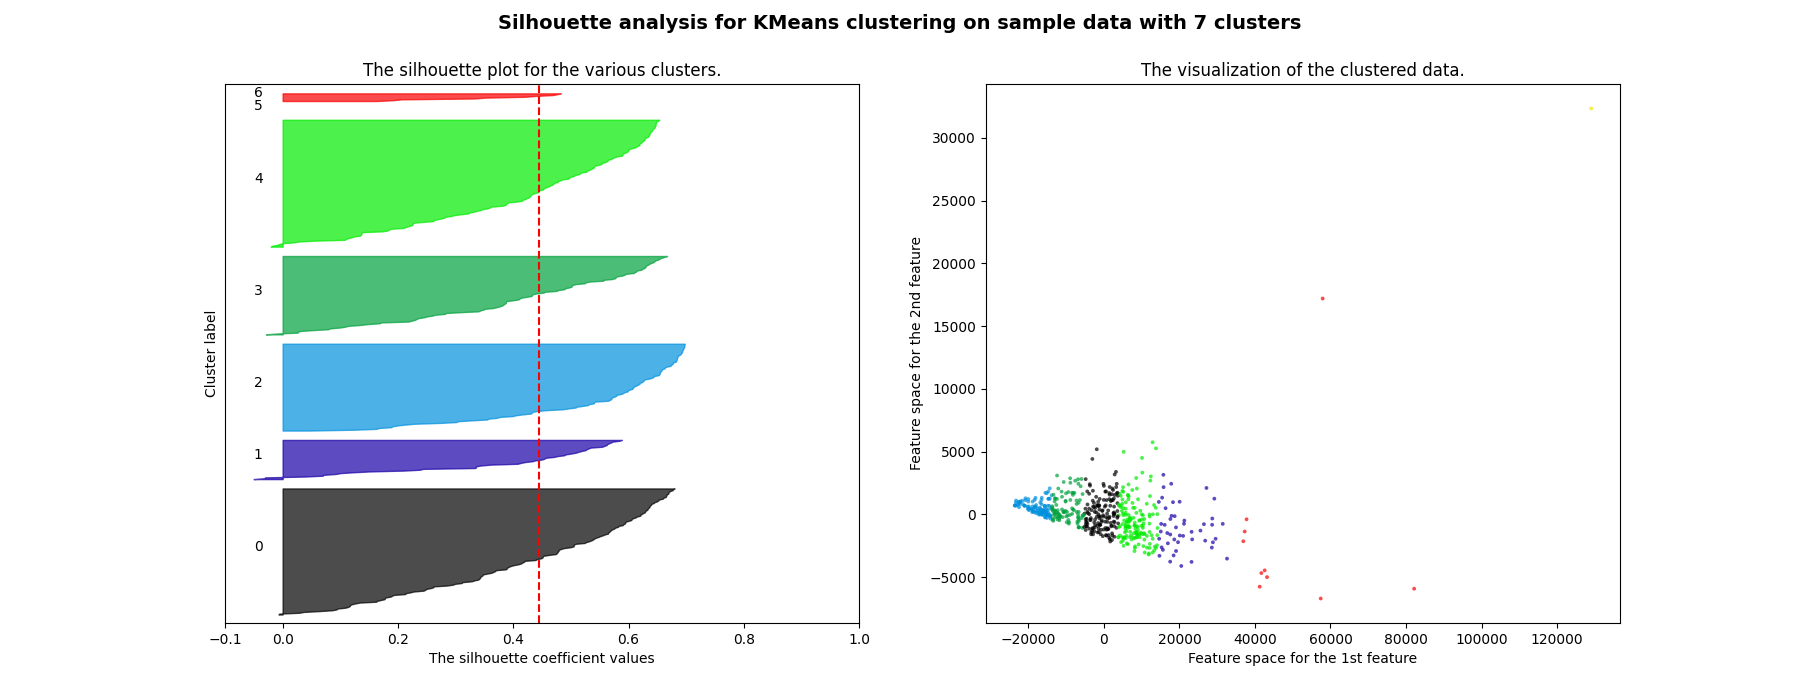 Silhouette analysis for KMeans clustering on sample data with 7 clusters
The silhouette plot for the various clusters.
6
5
4
3
2
1
0
Cluster label
−0.1 0.0 0.2 0.4 0.6 0.8 1.0
The silhouette coefficient values
The visualization of the clustered data.
30000
25000
20000
15000
10000
5000
0
−5000
Feature space for the 2nd feature
−20000 0 20000 40000 60000 80000 100000 120000
Feature space for the 1st feature